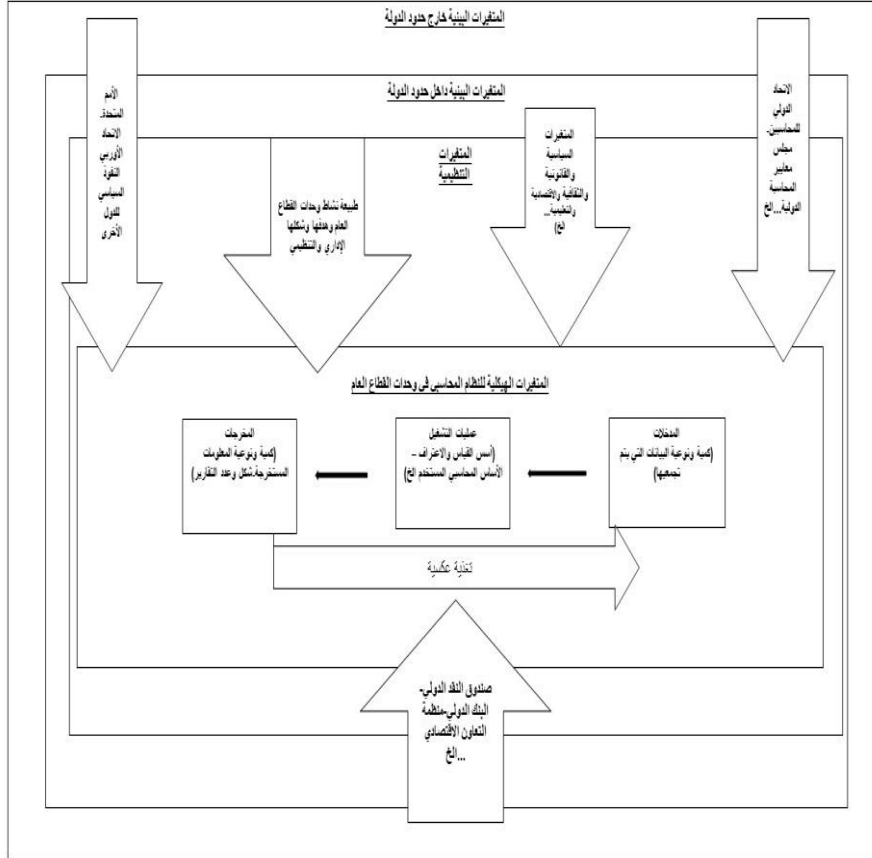 المتغيرات البيئية خارج حدود الدولة
المتغيرات البيئية داخل حدود الدولة
الاتحاد
الدولي
للمحاسبين-
مجلس
معايير
المحاسبة
الدولية...الخ
المتغيرات
السياسية
والقانونية
والثقافية والاقتصادية
والتعليمية...
الخ)
المتغيرات
التنظيمية
طبيعة نشاط وحدات القطاع
العام وهدفها وشكلها
الإداري والتنظيمي
الأمم
المتحدة-
الاتحاد
الأوربي
النفوذ
السياسي
للدول
الأخرى
المتغيرات الهيكلية للنظام المحاسبي في وحدات القطاع العام
المدخلات
(كمية ونوعية البيانات التي يتم
تجمعيها)
عمليات التشغيل
(أسس القياس والاعتراف –
الأساس المحاسبي المستخدم الخ)
المخرجات
(كمية ونوعية المعلومات
المستخرجة.شكل وعدد التقارير)
تغذية عكسية
صندوق النقد الدولي-
البنك الدولي-منظمة
التعاون الاقتصادي
...الخ